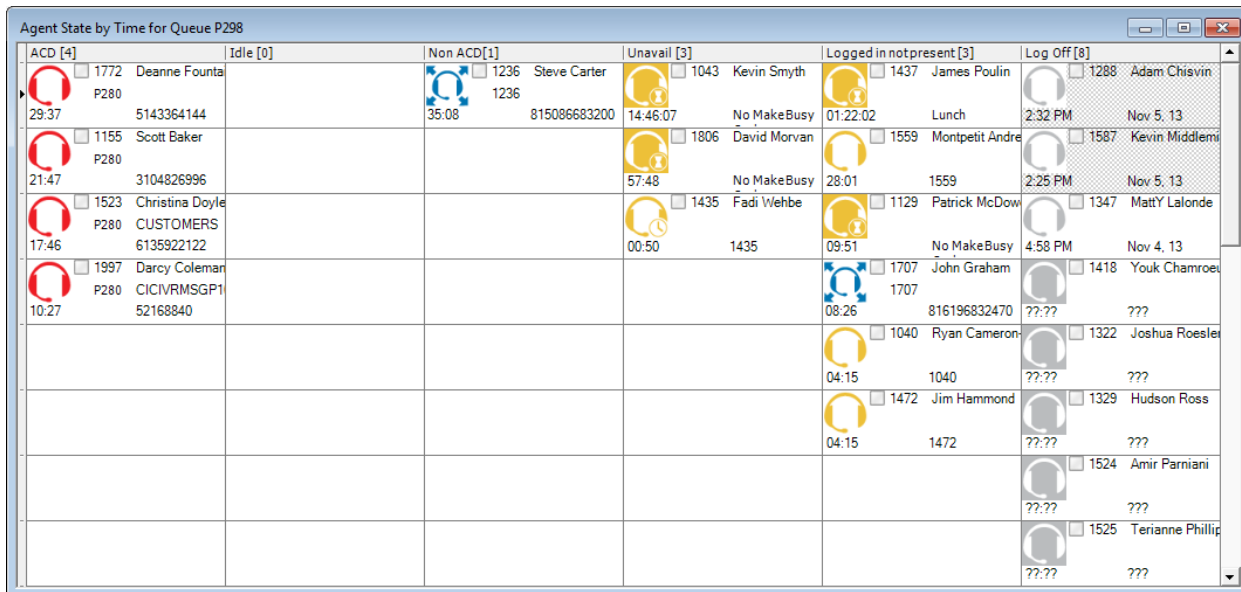 Agent State by Time for Queue P298
ACD [4] Idle [0] Non ACD[1] Unavail [3] Logged in not present [3] Log Off [8]
1772 Deanne Founta 1236 Steve Carter 1043 Kevin Smyth 1437 James Poulin 1288 Adam Chisvin
P280 1236
29:37 5143364144 35:08 815086683200 14:46:07 No MakeBusy 01:22:02 Lunch 2:32 PM Nov 5, 13
1155 Scott Baker 1806 David Morvan 1559 Montpetit Andre 1587 Kevin Middlemi
P280
21:47 3104826996 57:48 No MakeBusy 28:01 1559 2:25 PM Nov 5, 13
1523 Christina Doyle 1435 Fadi Wehbe 1129 Patrick McDow 1347 MattY Lalonde
P280 CUSTOMERS
17:46 6135922122 00:50 1435 09:51 No MakeBusy 4:58 PM Nov 4, 13
1997 Darcy Coleman 1707 John Graham 1418 Youk Chamroeu
P280 CICIVRMSGP1 1707
10:27 52168840 08:26 816196832470 ??:?? ???
1040 Ryan Cameron- 1322 Joshua Roesler
04:15 1040 ??:?? ???
1472 Jim Hammond 1329 Hudson Ross
04:15 1472 ??:?? ???
1524 Amir Parniani
??:?? ???
1525 Terianne Phillip
??:?? ???